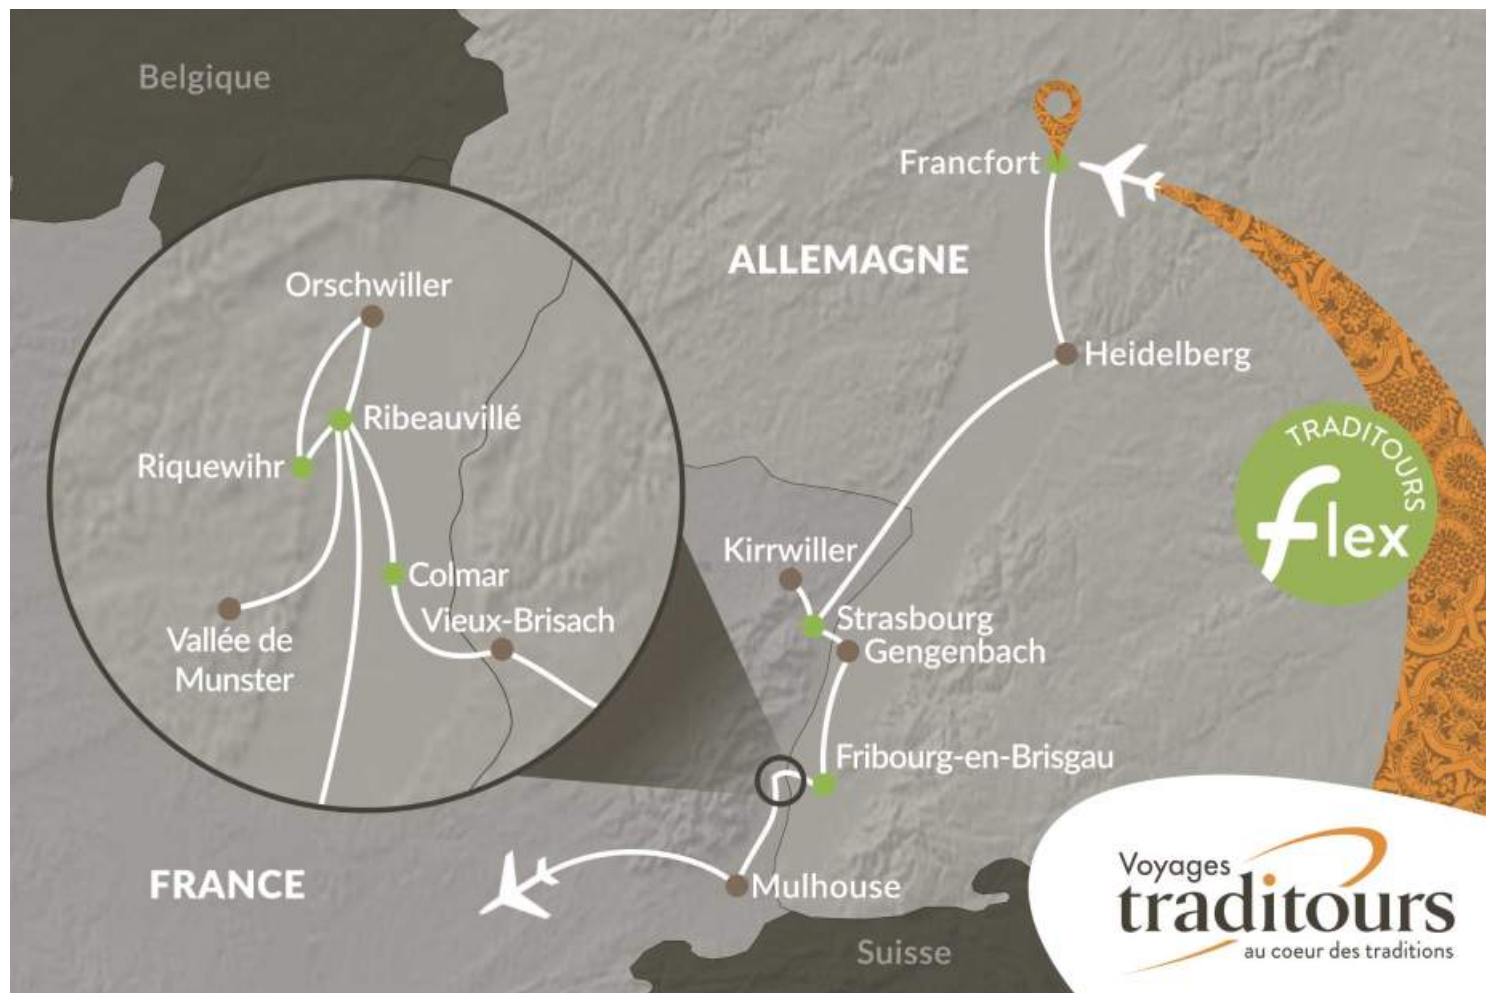 Belgique
Francfort
ALLEMAGNE
Orschwiller
Heidelberg
Ribeauvillé
Riquewihr
TRADITOURS
flex
Kirrwiller
Colmar
Strasbourg
Vieux-Brisach
Gengenbach
Vallée de
Munster
Fribourg-en-Brisgau
FRANCE
Mulhouse
Suisse
Voyages
traditours
au coeur des traditions